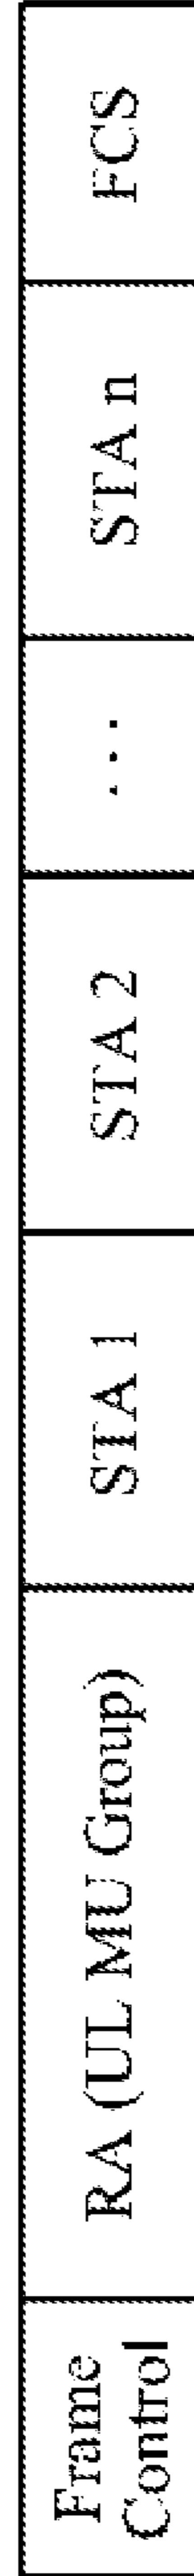 Frame
Control
RA (UL MU Group)
STA 1
STA 2
...
STA n
FCS